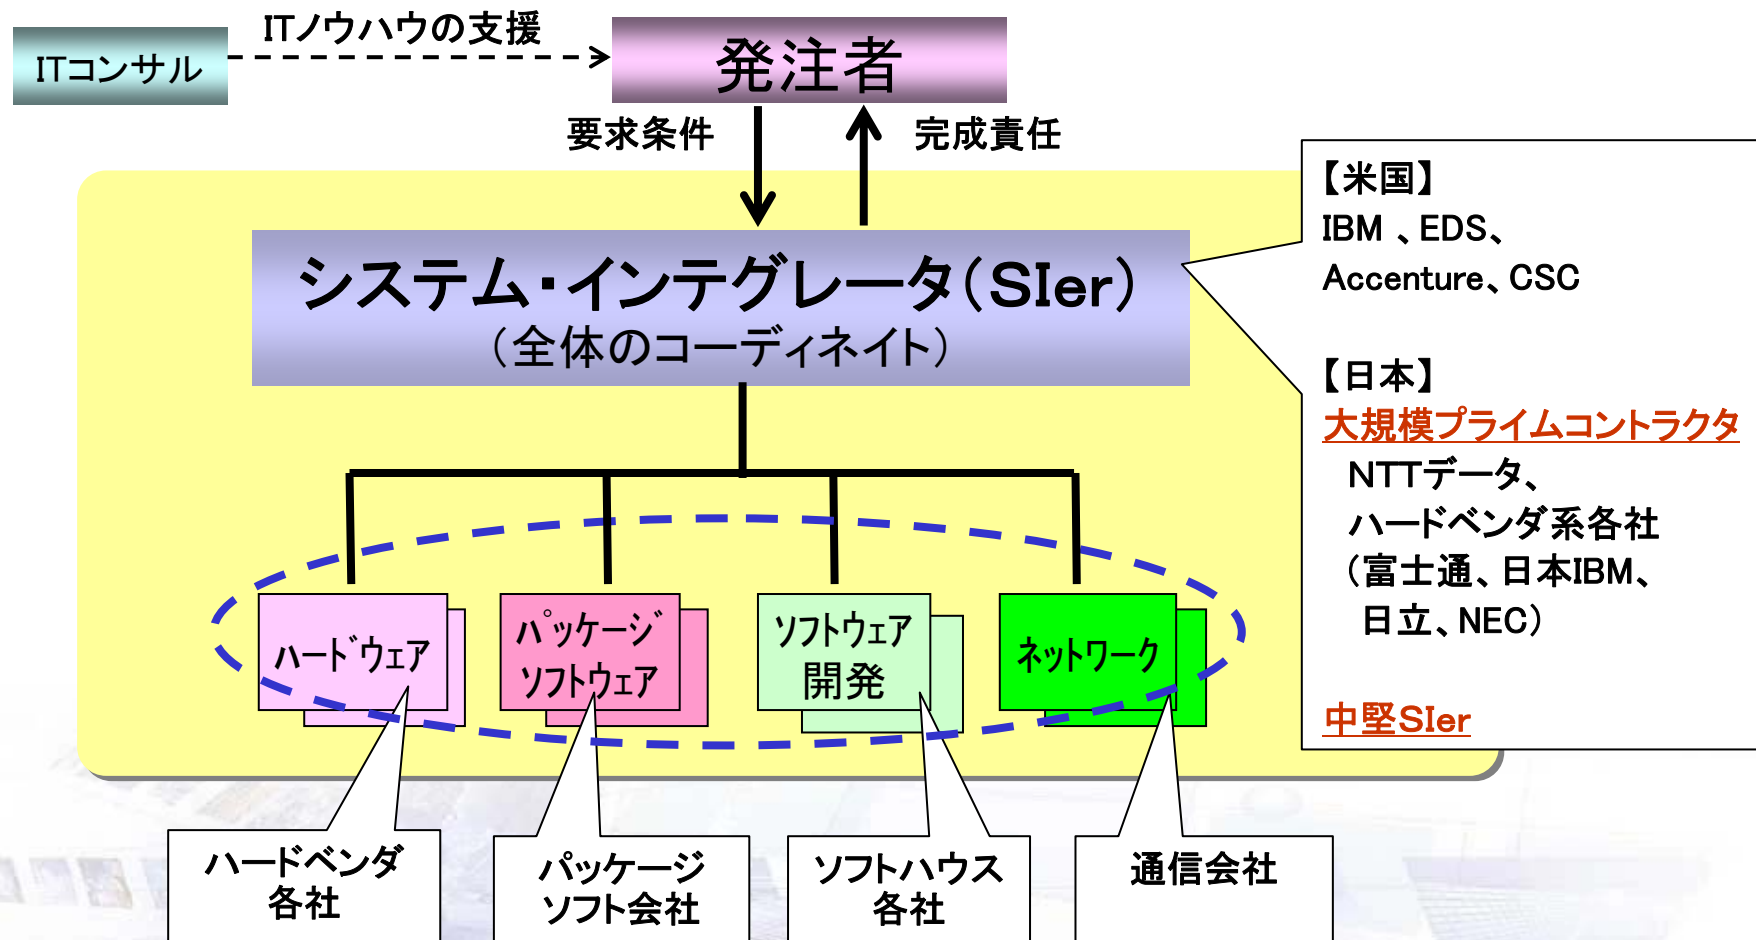 ITノウハウの支援
ITコンサル
発注者
要求条件
完成責任
システム・インテグレータ(SIer)
(全体のコーディネイト)
【米国】
IBM 、EDS、
Accenture、CSC
【日本】
大規模プライムコントラクタ
NTTデータ、
ハードベンダ系各社
(富士通、日本IBM、
日立、NEC)
中堅SIer
ﾊｰﾄﾞｳｪｱ
ﾊﾟｯｹｰｼﾞ
ｿﾌﾄｳｪｱ
ｿﾌﾄｳｪｱ
開発
ﾈｯﾄﾜｰｸ
ハードベンダ
各社
パッケージ
ソフト会社
ソフトハウス
各社
通信会社